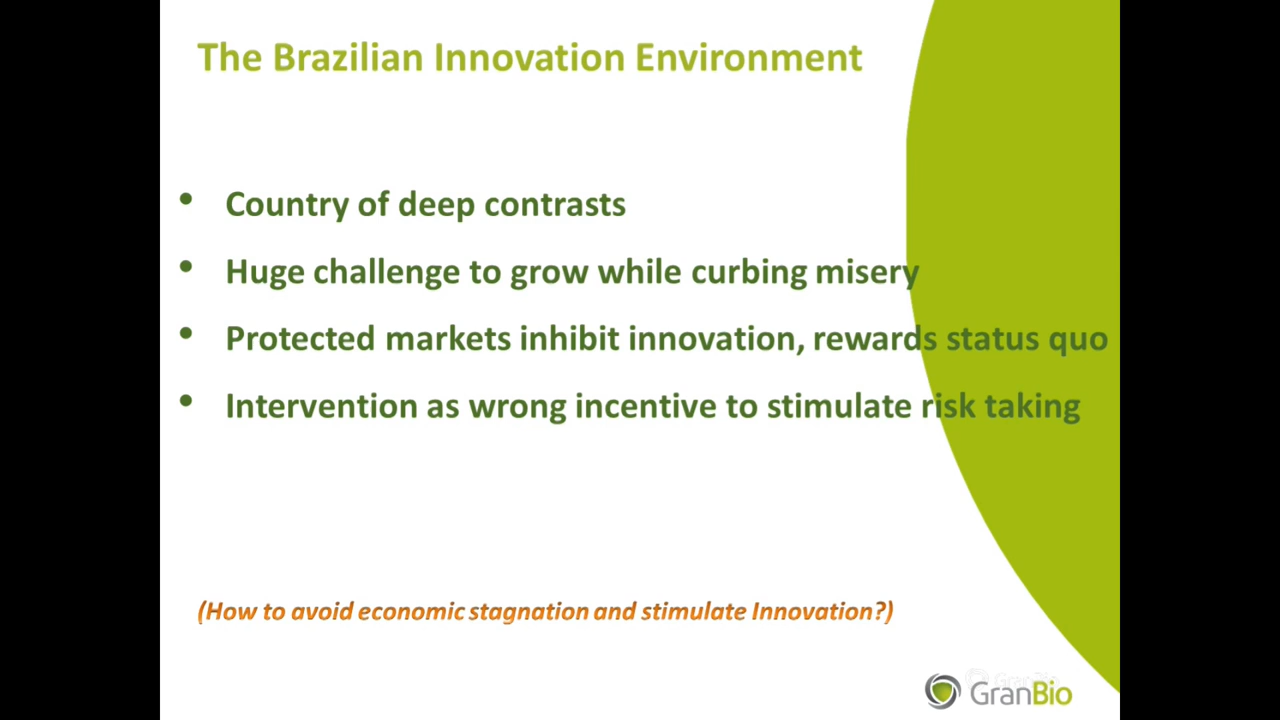 The Brazilian Innovation Environment
• Country of deep contrasts
• Huge challenge to grow while curbing misery
• Protected markets inhibit innovation, rewards status quo
• Intervention as wrong incentive to stimulate risk taking
(How to avoid economic stagnation and stimulate Innovation?)
GranBio